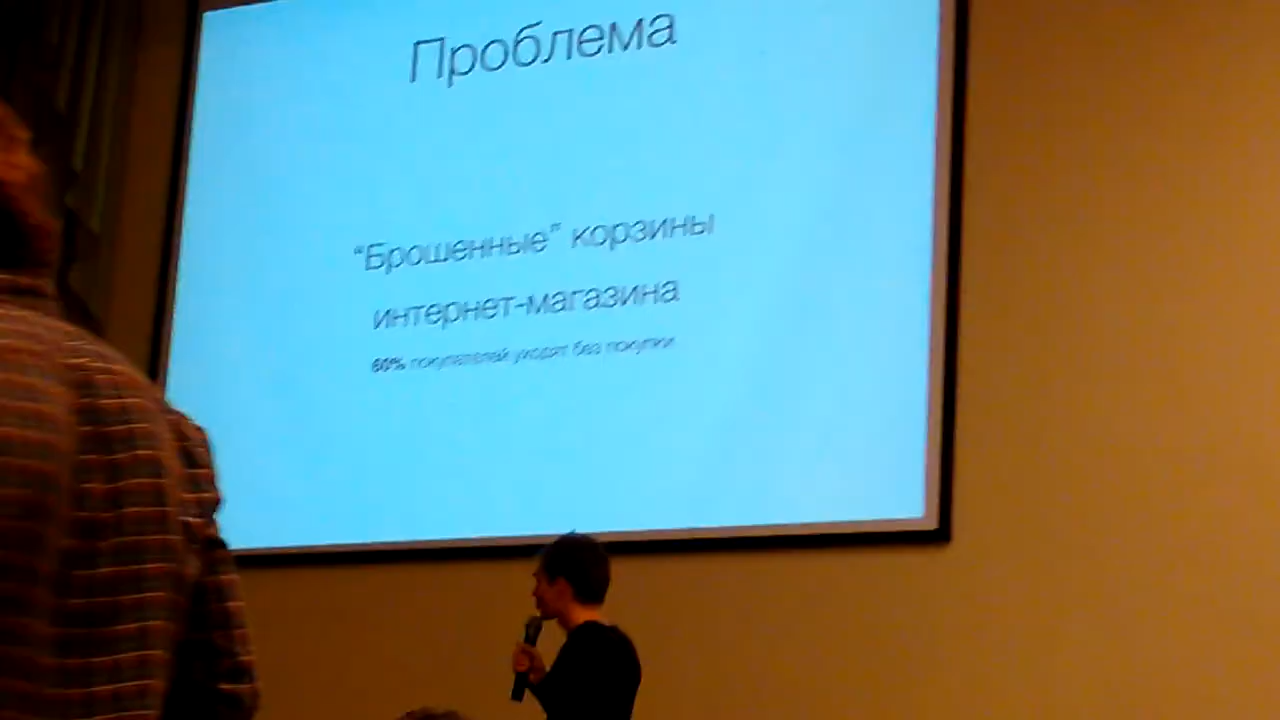 Проблема
“Брошенные” корзины
интернет-магазина
60% покупателей уходят без покупки